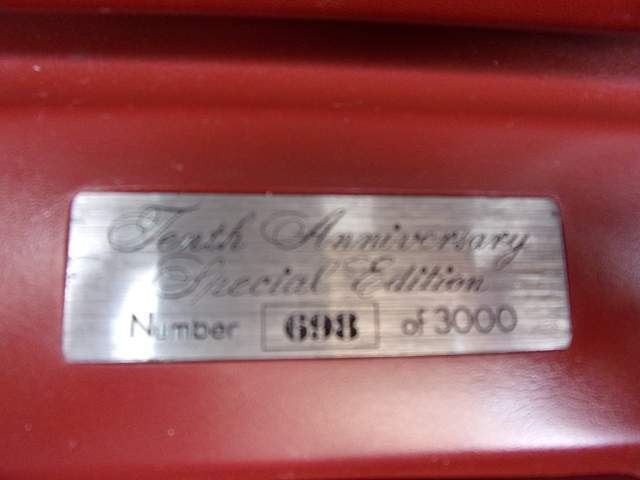 Tenth Anniversary
Special Edition
Number 698 of 3000